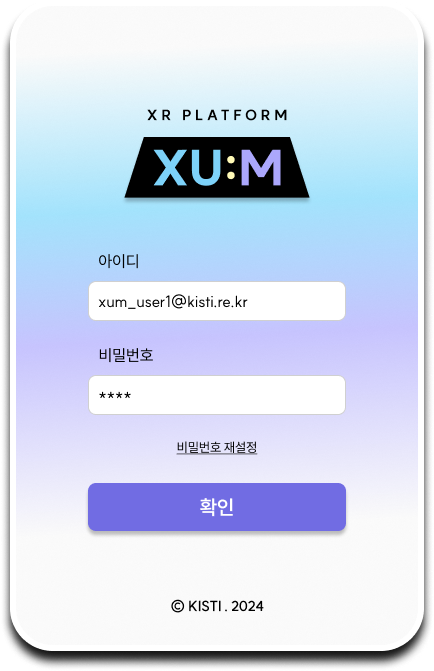 XR PLATFORM
XU:M
아이디
xum_user1@kisti.re.kr
비밀번호
****
비밀번호 재설정
확인
© KISTI . 2024